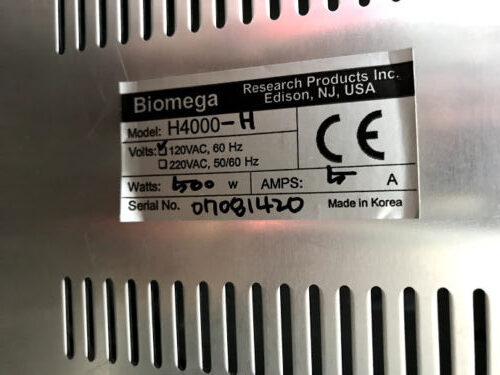 Biomega
Research Products Inc.
Edison, NJ, USA
Model: H4000-H
Volts: ☑120VAC, 60 Hz
☐220VAC, 50/60 Hz
CE
Watts: 600 w AMPS: 5 A
Serial No. 07081420 Made in Korea